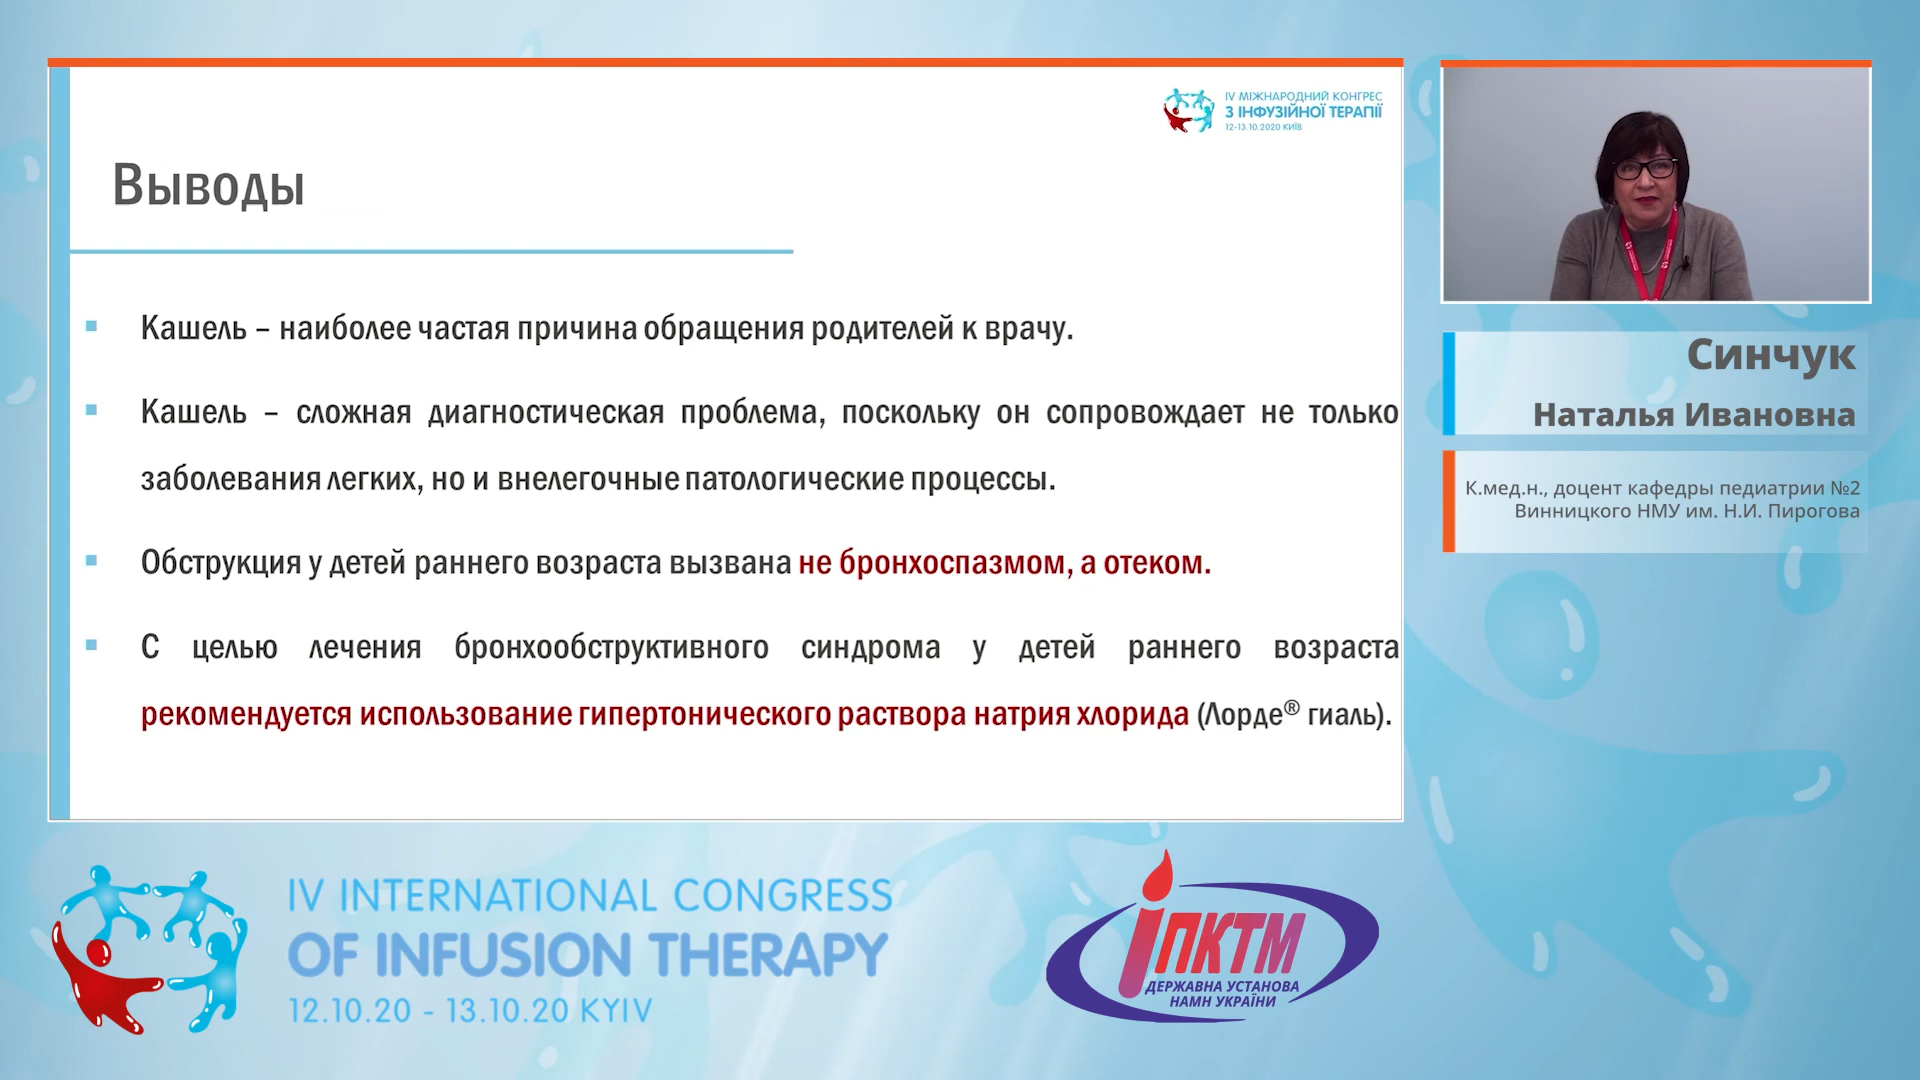 IV МІЖНАРОДНИЙ КОНГРЕС
З ІНФУЗІЙНОЇ ТЕРАПІЇ
12-13.10.2020 КИЇВ
Выводы
▪ Кашель – наиболее частая причина обращения родителей к врачу.
▪ Кашель – сложная диагностическая проблема, поскольку он сопровождает не только
заболевания легких, но и внелегочные патологические процессы.
▪ Обструкция у детей раннего возраста вызвана не бронхоспазмом, а отеком.
▪ С целью лечения бронхообструктивного синдрома у детей раннего возраста
рекомендуется использование гипертонического раствора натрия хлорида (Лорде® гиаль).
Синчук
Наталья Ивановна
К.мед.н., доцент кафедры педиатрии №2
Винницкого НМУ им. Н.И. Пирогова
IV INTERNATIONAL CONGRESS
OF INFUSION THERAPY
12.10.20 - 13.10.20 KYIV
ІПКТМ
ДЕРЖАВНА УСТАНОВА
НАМН УКРАЇНИ